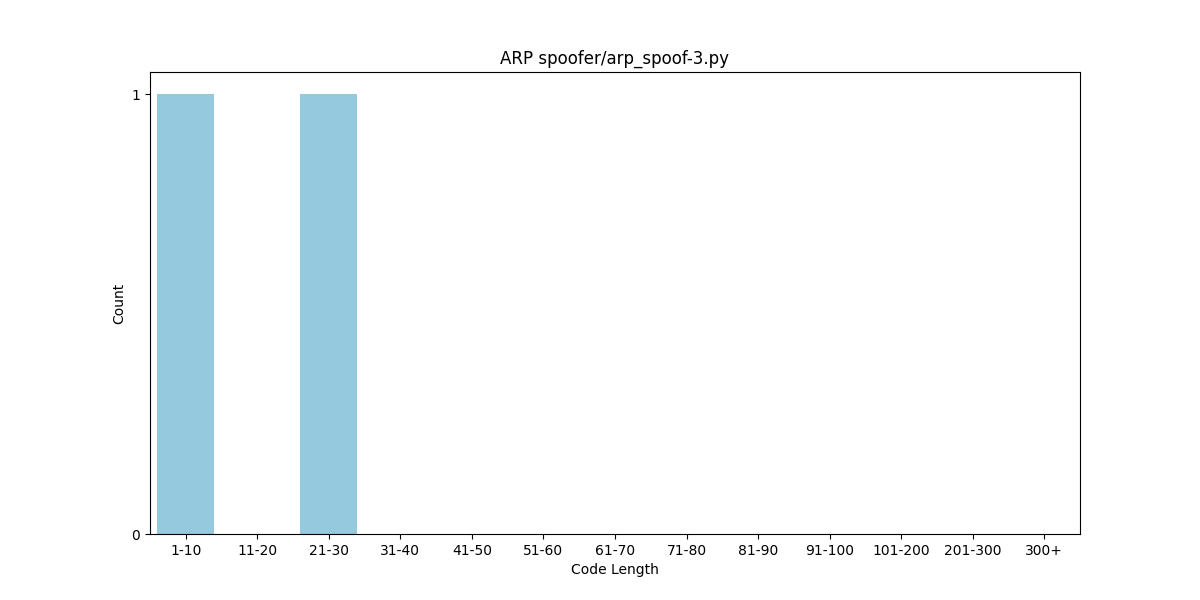 ARP spoofer/arp_spoof-3.py
1
Count
0
1-10 11-20 21-30 31-40 41-50 51-60 61-70 71-80 81-90 91-100 101-200 201-300 300+
Code Length